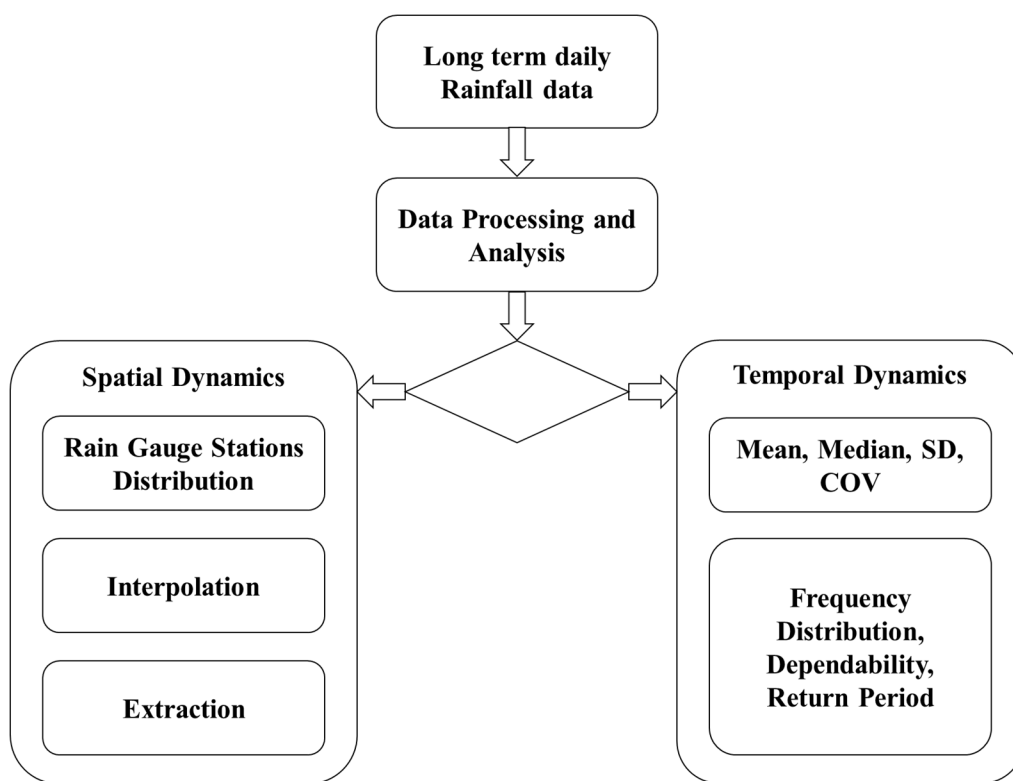 Long term daily
Rainfall data
Data Processing and
Analysis
Spatial Dynamics
Rain Gauge Stations
Distribution
Interpolation
Extraction
Temporal Dynamics
Mean, Median, SD,
COV
Frequency
Distribution,
Dependability,
Return Period